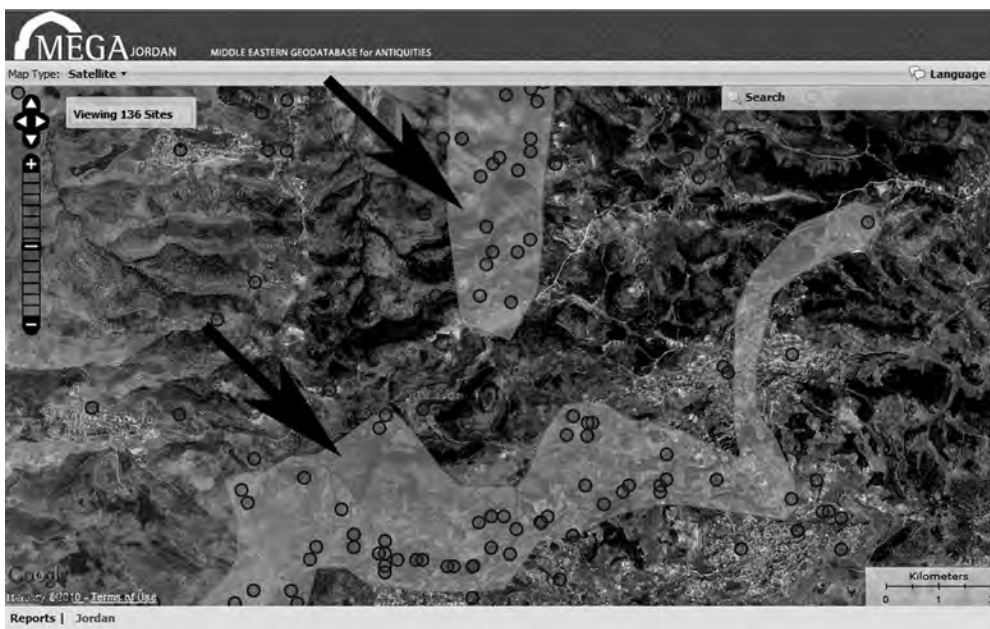 MEGA JORDAN MIDDLE EASTERN GEODATABASE for ANTIQUITIES
Map Type: Satellite
Language
Viewing 136 Sites
Search
Google
©2010 - Terms of Use
Kilometers
0 1
Reports | Jordan